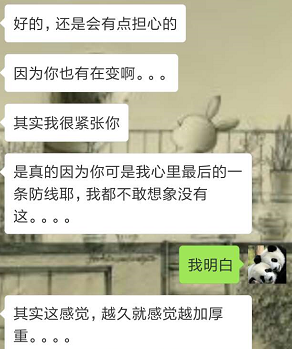 好的，还是会有点担心的
因为你也有在变啊。。。
其实我很紧张你
是真的因为你可是我心里最后的一
条防线耶，我都不敢想象没有
这。。。。
我明白
其实这感觉，越久就感觉越加厚
重。。。。